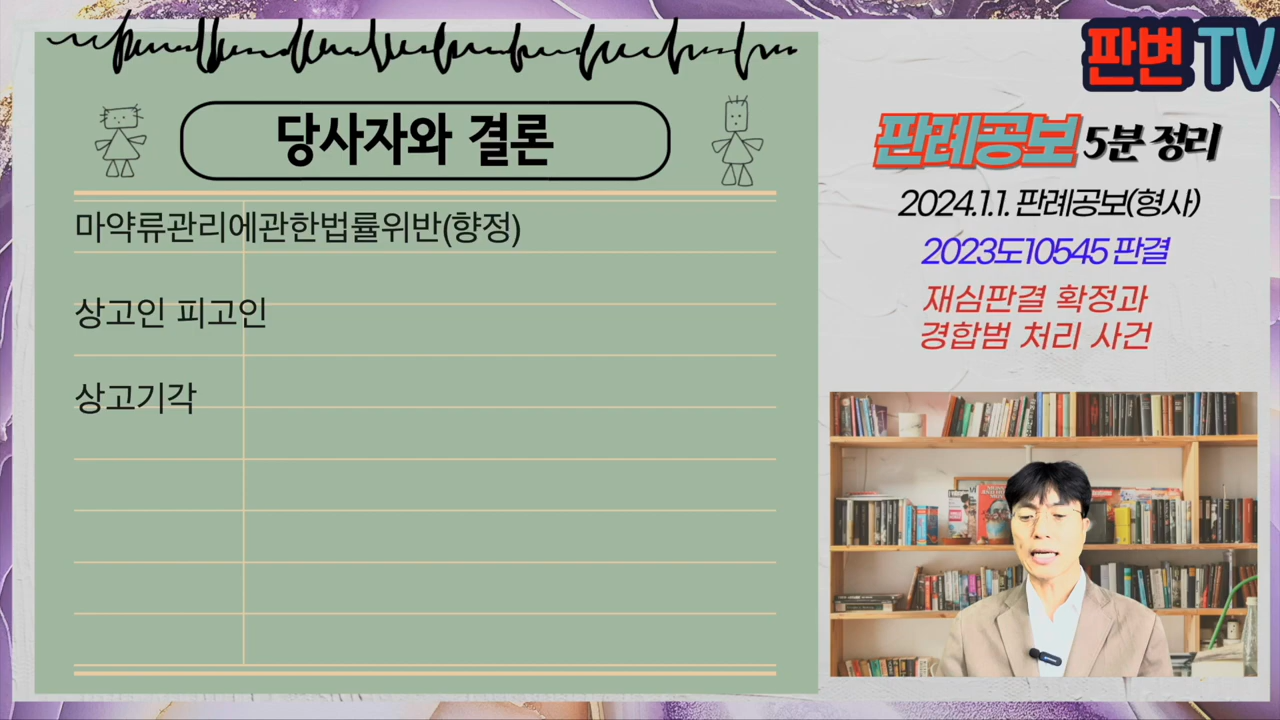 당사자와 결론
마약류관리에관한법률위반(향정)
상고인 피고인
상고기각
판변 TV
판례공보 5분 정리
2024.1.1. 판례공보(형사)
2023도10545 판결
재심판결 확정과
경합범 처리 사건